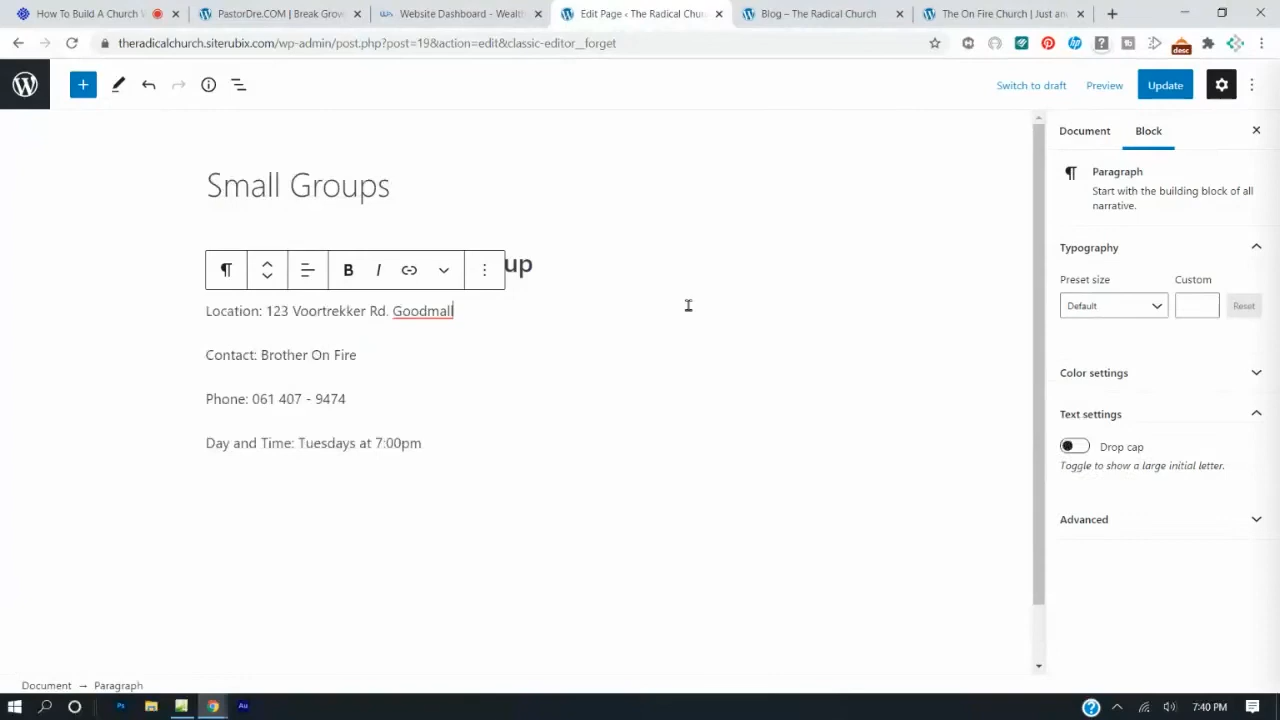 How To Build A Church
PastorDre.COM | Break Grove
Website Dashboard - Wealth
Edit Page ‹ The Radical Church
Blog – The Radical Church
The On Fire Church | Just an
theradicalchurch.siterubix.com/wp-admin/post.php?post=19&action=edit&classic-editor__forget
Switch to draft
Preview
Update
Document
Block
Small Groups
Paragraph
Start with the building block of all
narrative.
up
B
I
Typography
Preset size
Custom
Default
Reset
Location: 123 Voortrekker Rd. Goodmall
Contact: Brother On Fire
Phone: 061 407 - 9474
Day and Time: Tuesdays at 7:00pm
Color settings
Text settings
Drop cap
Toggle to show a large initial letter.
Advanced
Document → Paragraph
Ps
Au
7:40 PM